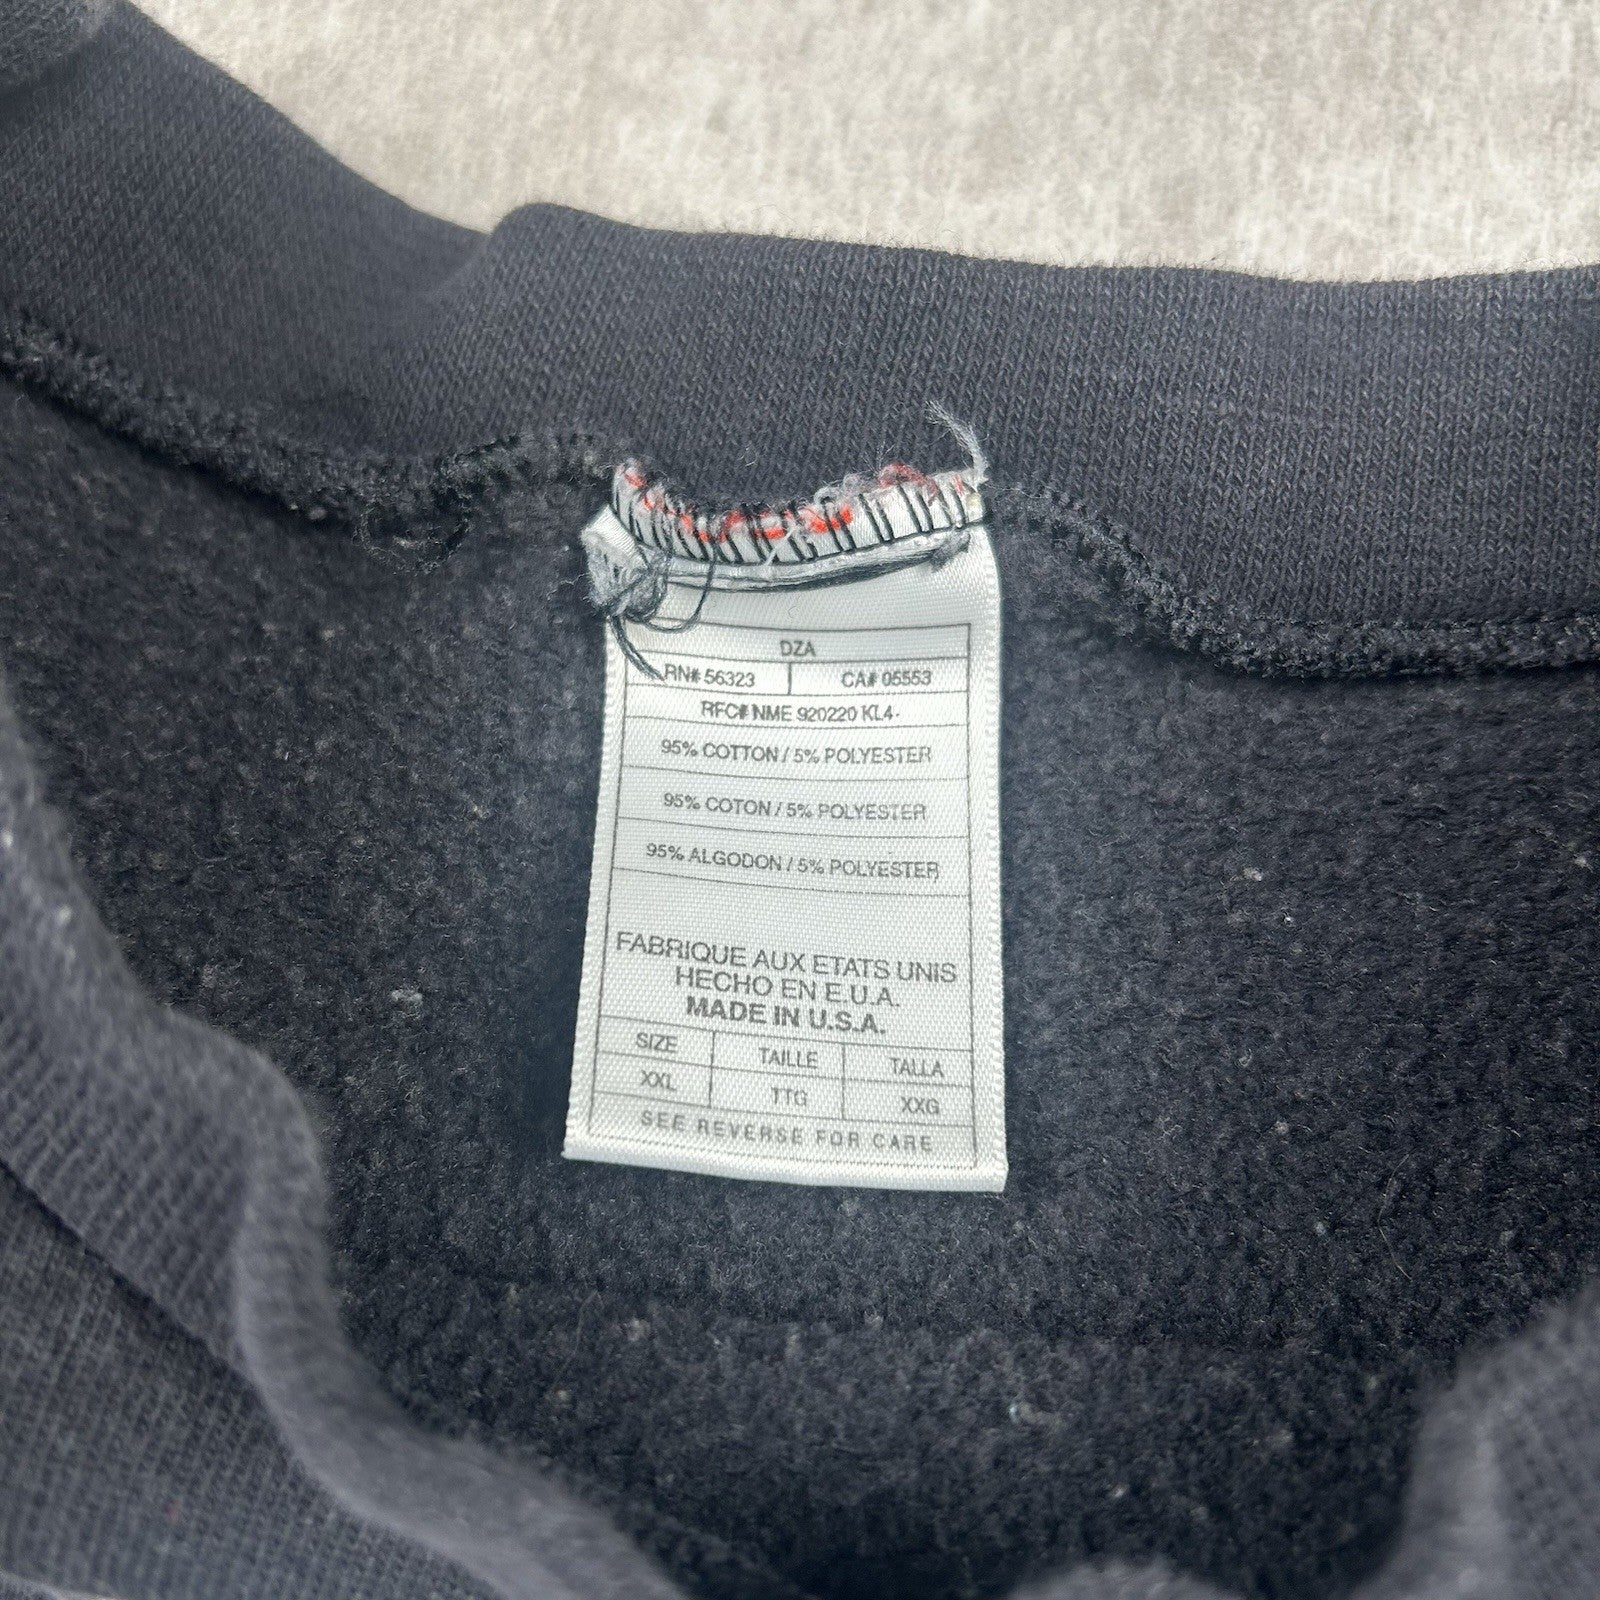 DZA
RN# 56323 CA# 05553
RFC# NME 920220 KL4-
95% COTTON / 5% POLYESTER
95% COTON / 5% POLYESTER
95% ALGODON / 5% POLYESTER
FABRIQUE AUX ETATS UNIS
HECHO EN E.U.A.
MADE IN U.S.A.
SIZE TAILLE TALLA
XXL TTG XXG
SEE REVERSE FOR CARE